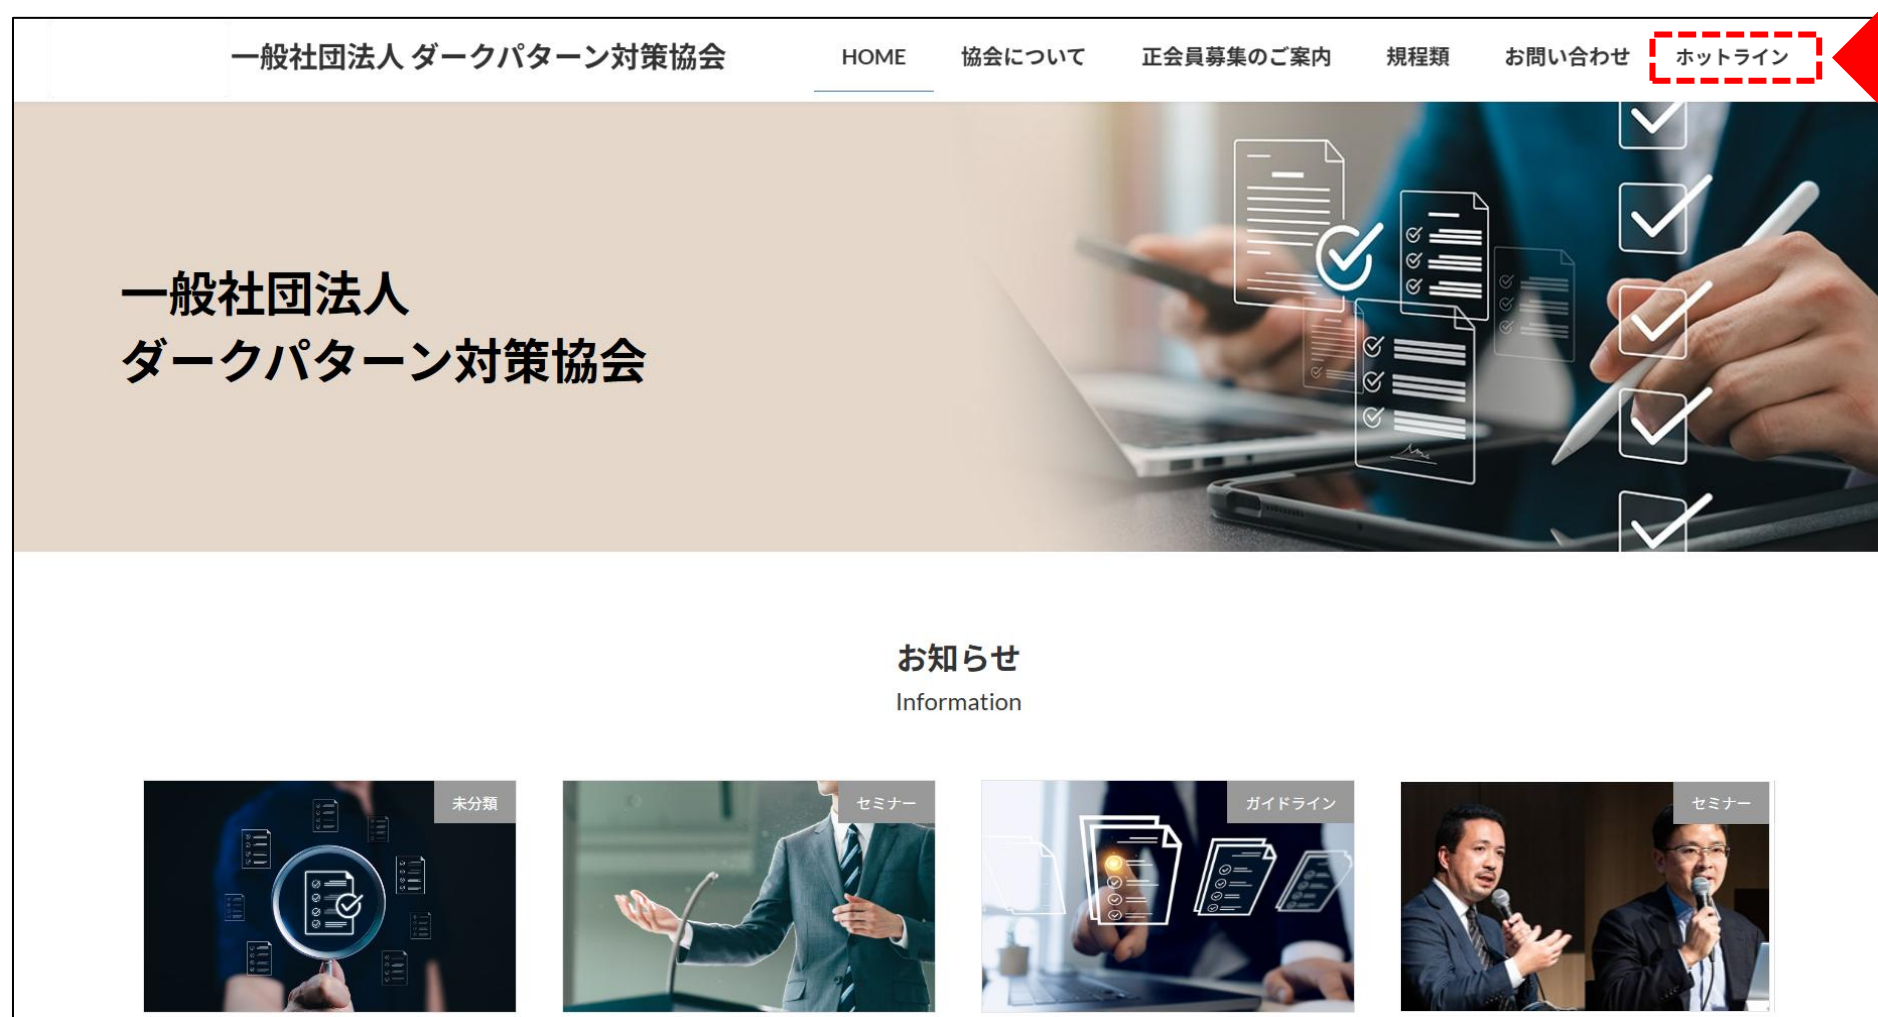 一般社団法人 ダークパターン対策協会
HOME 協会について 正会員募集のご案内 規程類 お問い合わせ ホットライン
一般社団法人
ダークパターン対策協会
お知らせ
Information
未分類 セミナー ガイドライン セミナー